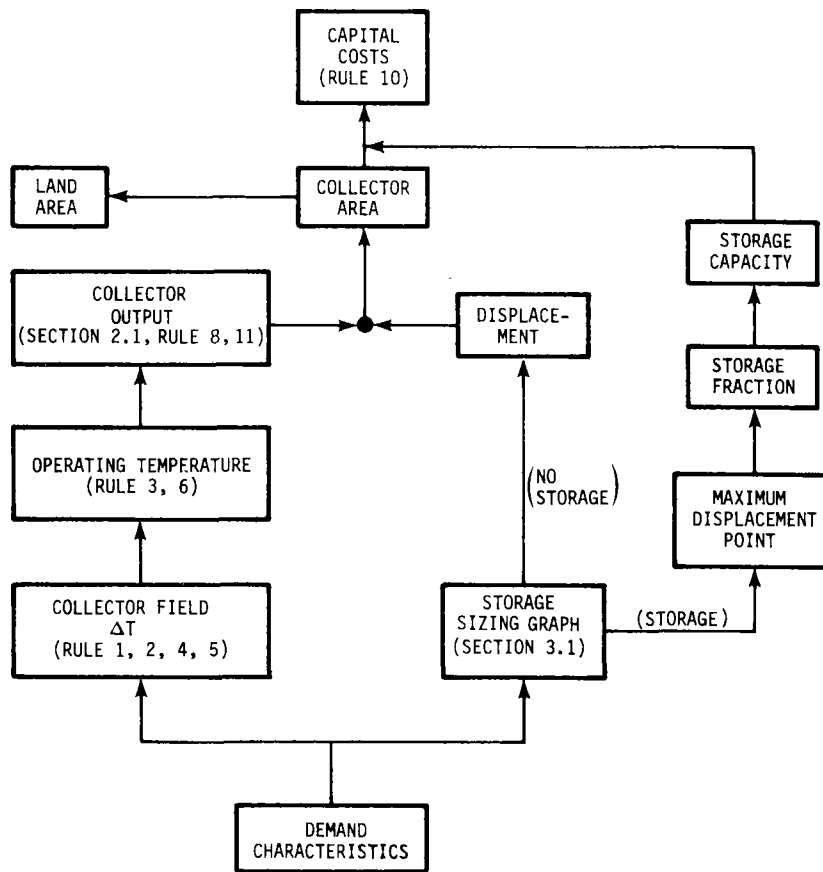 CAPITAL
COSTS
(RULE 10)
LAND
AREA
COLLECTOR
AREA
STORAGE
CAPACITY
COLLECTOR
OUTPUT
(SECTION 2.1, RULE 8, 11)
DISPLACE-
MENT
STORAGE
FRACTION
OPERATING TEMPERATURE
(RULE 3, 6)
(NO
STORAGE)
MAXIMUM
DISPLACEMENT
POINT
COLLECTOR FIELD
ΔT
(RULE 1, 2, 4, 5)
STORAGE
SIZING GRAPH
(SECTION 3.1)
(STORAGE)
DEMAND
CHARACTERISTICS